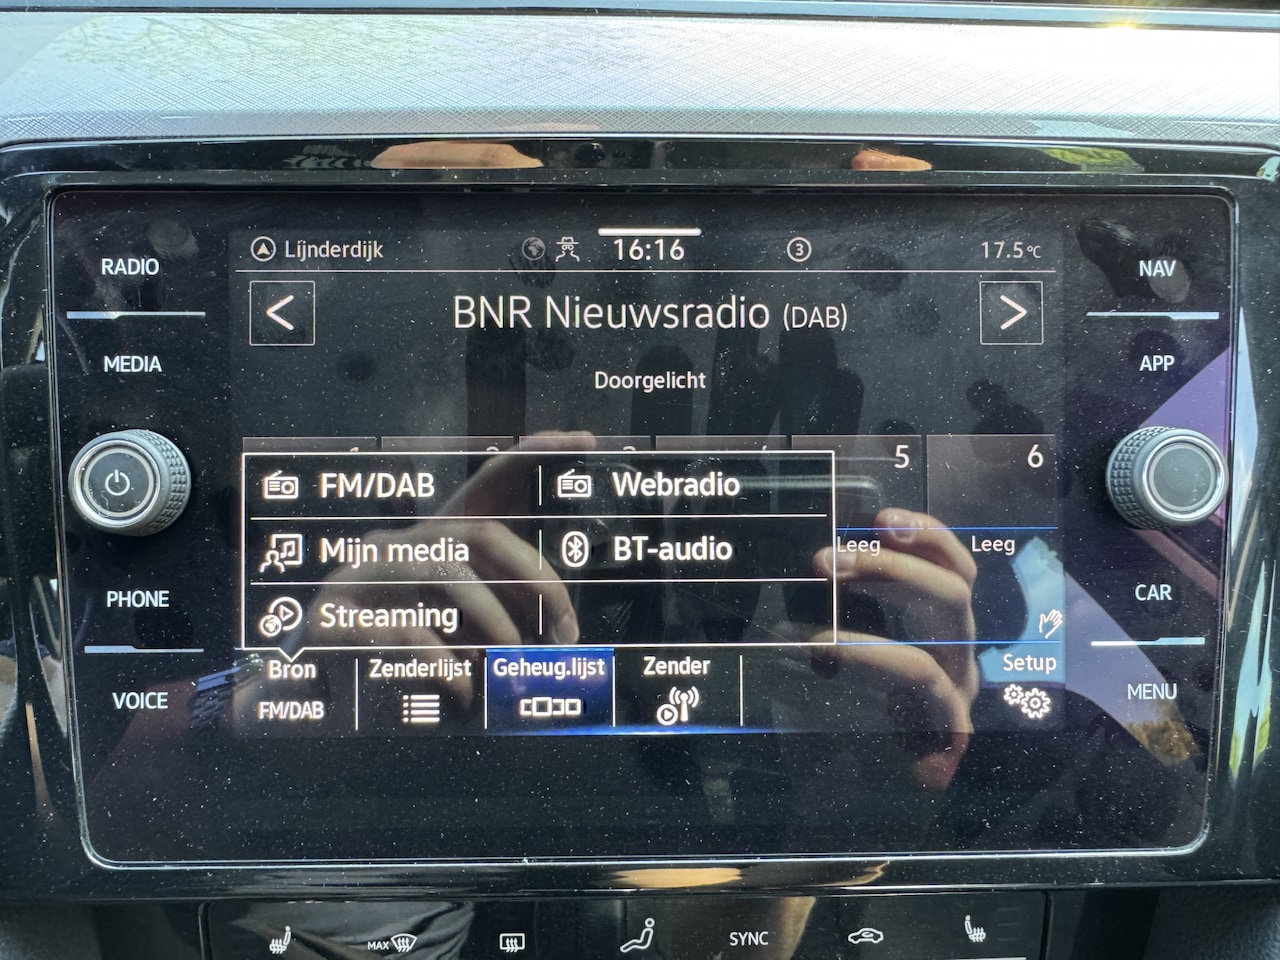 Lijnderdijk 16:16 3 17.5°C
RADIO
NAV
BNR Nieuwsradio (DAB)
MEDIA
APP
Doorgelicht
5 6
FM/DAB Webradio
Mijn media BT-audio
Leeg Leeg
PHONE
CAR
Streaming
Bron Zenderlijst Geheug.lijst Zender Setup
FM/DAB
VOICE
MENU
MAX SYNC